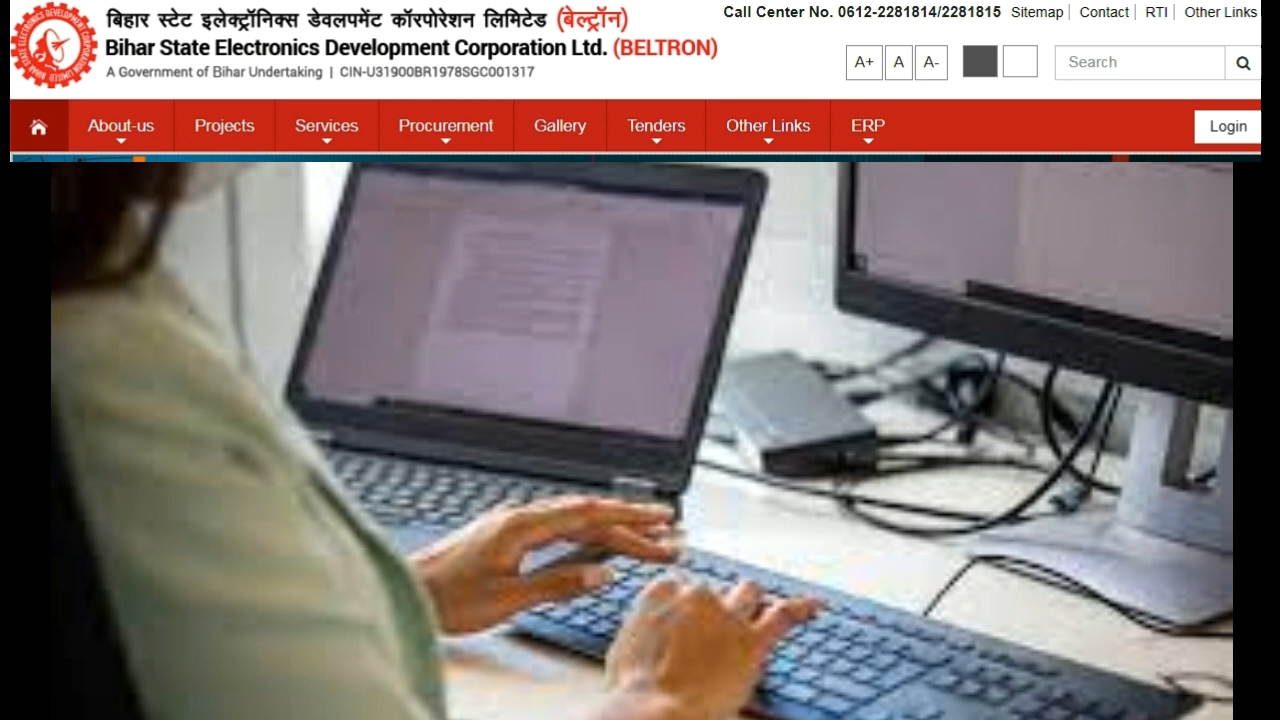 बिहार स्टेट इलेक्ट्रॉनिक्स डेवलपमेंट कॉरपोरेशन लिमिटेड (बेल्ट्रॉन)
Bihar State Electronics Development Corporation Ltd. (BELTRON)
A Government of Bihar Undertaking | CIN-U31900BR1978SGC001317
Call Center No. 0612-2281814/2281815 Sitemap | Contact | RTI | Other Links
A+ A A- Search
About-us Projects Services Procurement Gallery Tenders Other Links ERP Login